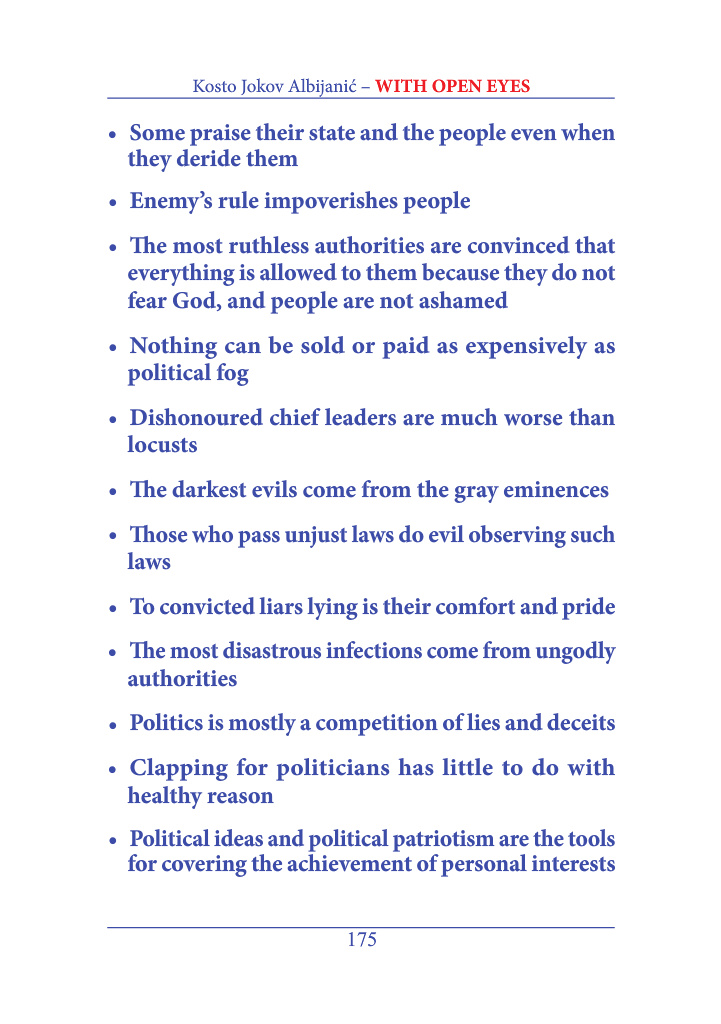 Kosto Jokov Albijanić – WITH OPEN EYES
• Some praise their state and the people even when
they deride them
• Enemy’s rule impoverishes people
• The most ruthless authorities are convinced that
everything is allowed to them because they do not
fear God, and people are not ashamed
• Nothing can be sold or paid as expensively as
political fog
• Dishonoured chief leaders are much worse than
locusts
• The darkest evils come from the gray eminences
• Those who pass unjust laws do evil observing such
laws
• To convicted liars lying is their comfort and pride
• The most disastrous infections come from ungodly
authorities
• Politics is mostly a competition of lies and deceits
• Clapping for politicians has little to do with
healthy reason
• Political ideas and political patriotism are the tools
for covering the achievement of personal interests
175